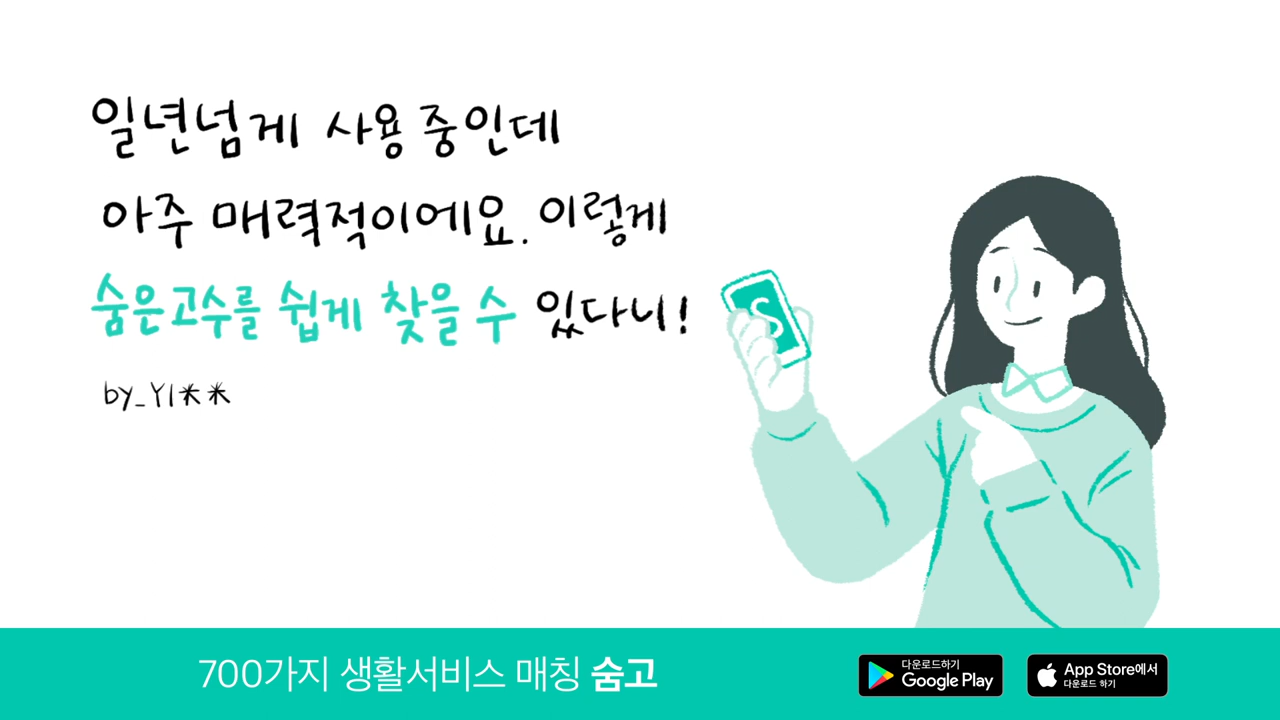 일년넘게 사용중인데
아주 매력적이에요. 이렇게
숨은고수를 쉽게 찾을 수 있다니!
by_YI**
S
700가지 생활서비스 매칭 숨고
다운로드하기
Google Play
App Store에서
다운로드 하기